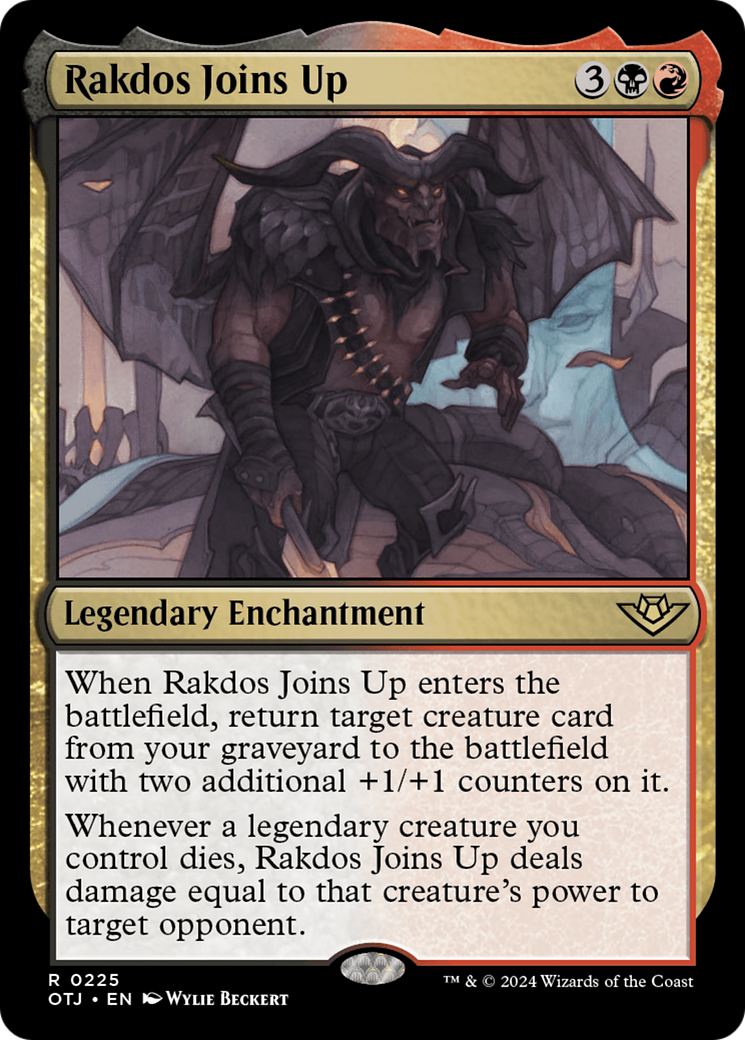 Rakdos Joins Up 3
Legendary Enchantment
When Rakdos Joins Up enters the
battlefield, return target creature card
from your graveyard to the battlefield
with two additional +1/+1 counters on it.
Whenever a legendary creature you
control dies, Rakdos Joins Up deals
damage equal to that creature's power to
target opponent.
R 0225
OTJ • EN Wylie Beckert
™ & © 2024 Wizards of the Coast